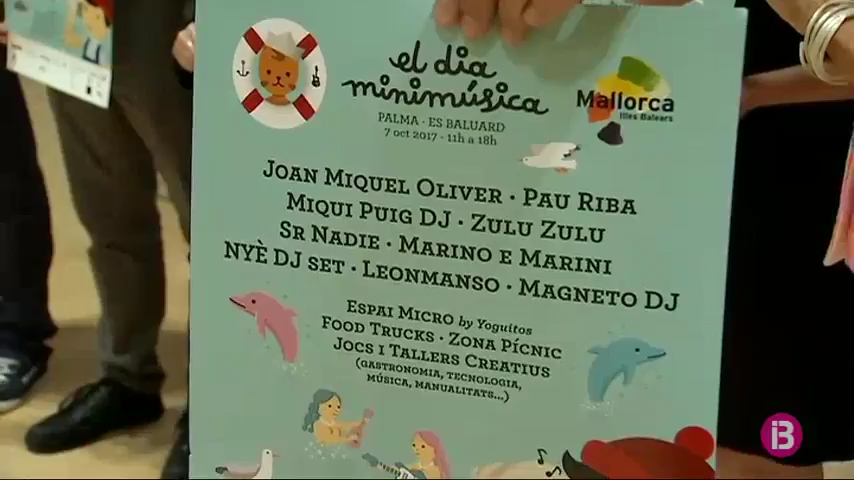 el dia
minimúsica
PALMA · ES BALUARD
7 oct 2017 - 11h a 18h
Mallorca
Illes Balears
JOAN MIQUEL OLIVER · PAU RIBA
MIQUI PUIG DJ · ZULU ZULU
SR NADIE · MARINO E MARINI
NYÈ DJ SET · LEONMANSO · MAGNETO DJ
ESPAI MICRO by Yoguitos
FOOD TRUCKS · ZONA PÍCNIC
JOCS I TALLERS CREATIUS
(GASTRONOMIA, TECNOLOGIA,
MÚSICA, MANUALITATS...)
IB